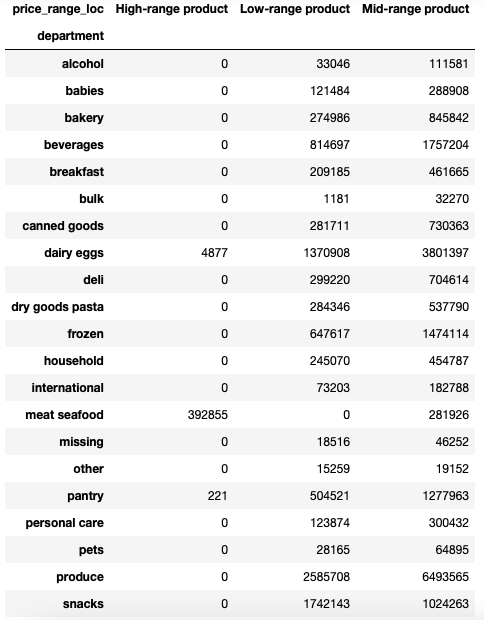 price_range_loc High-range product Low-range product Mid-range product
department
alcohol 0 33046 111581
babies 0 121484 288908
bakery 0 274986 845842
beverages 0 814697 1757204
breakfast 0 209185 461665
bulk 0 1181 32270
canned goods 0 281711 730363
dairy eggs 4877 1370908 3801397
deli 0 299220 704614
dry goods pasta 0 284346 537790
frozen 0 647617 1474114
household 0 245070 454787
international 0 73203 182788
meat seafood 392855 0 281926
missing 0 18516 46252
other 0 15259 19152
pantry 221 504521 1277963
personal care 0 123874 300432
pets 0 28165 64895
produce 0 2585708 6493565
snacks 0 1742143 1024263